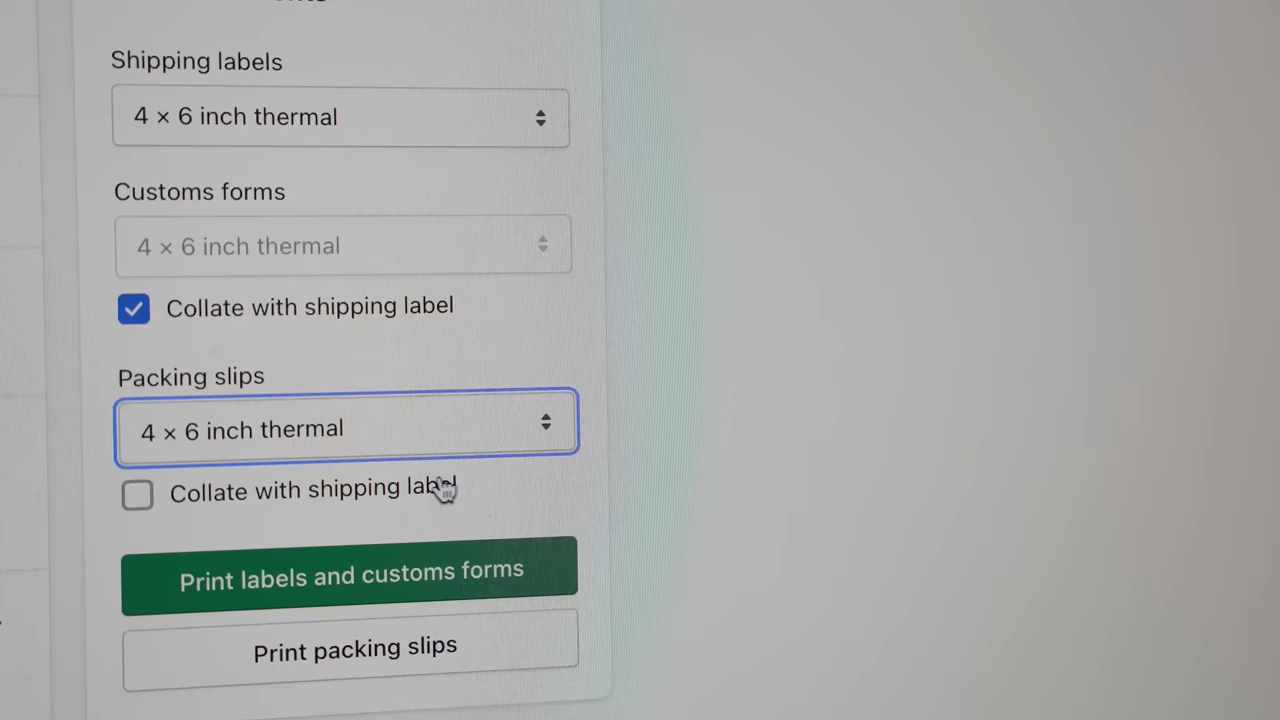 Shipping labels
4 × 6 inch thermal
Customs forms
4 × 6 inch thermal
Collate with shipping label
Packing slips
4 × 6 inch thermal
Collate with shipping label
Print labels and customs forms
Print packing slips